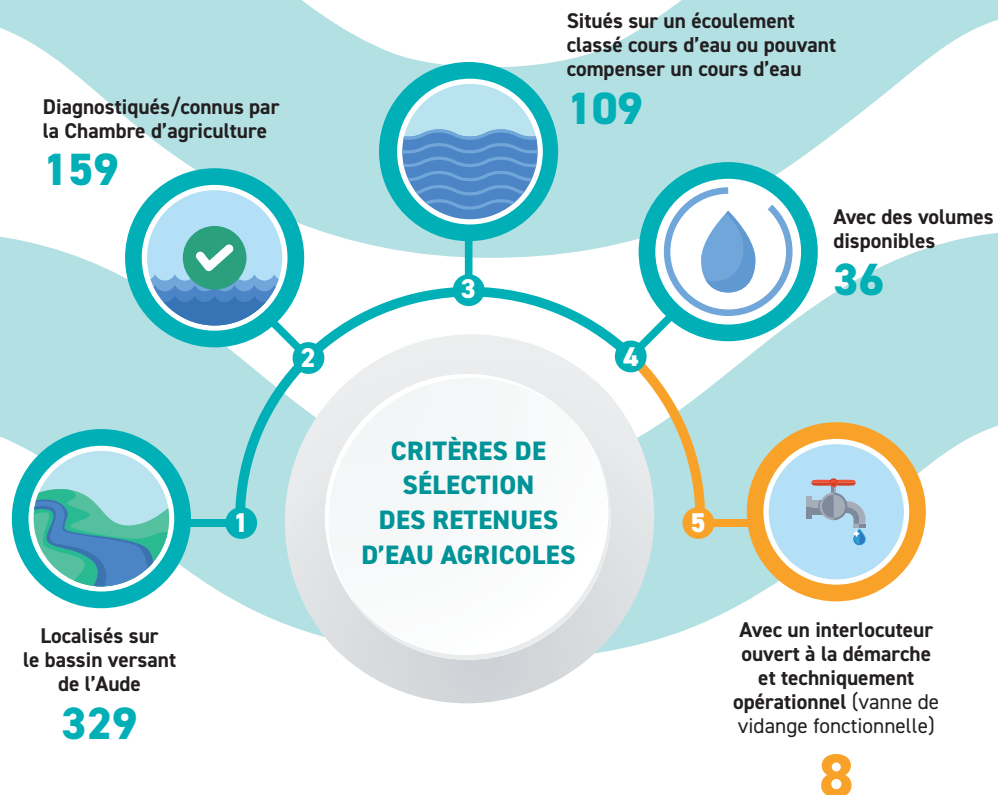 CRITÈRES DE
SÉLECTION
DES RETENUES
D'EAU AGRICOLES
1
Localisés sur
le bassin versant
de l'Aude
329
2
Diagnostiqués/connus par
la Chambre d'agriculture
159
3
Situés sur un écoulement
classé cours d'eau ou pouvant
compenser un cours d'eau
109
4
Avec des volumes
disponibles
36
5
Avec un interlocuteur
ouvert à la démarche
et techniquement
opérationnel (vanne de
vidange fonctionnelle)
8